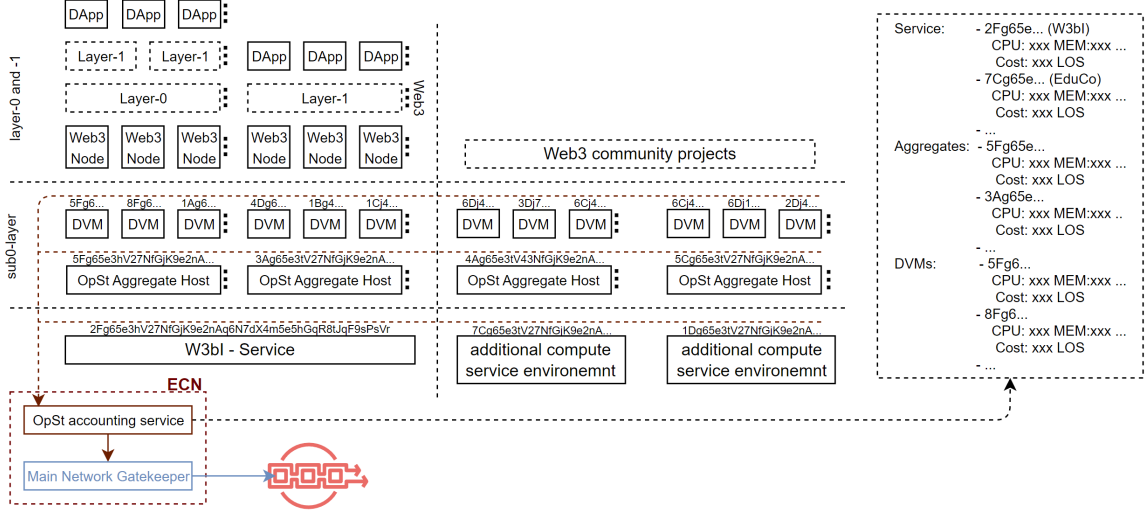 DApp DApp DApp
Layer-1 Layer-1 DApp DApp DApp
Layer-0 Layer-1
Web3 Node Web3 Node Web3 Node Web3 Node Web3 Node Web3 Node
Web3
layer-0 and -1
Web3 community projects
sub0-layer
5Fg6... 8Fg6... 1Ag6... 4Dg6... 1Bg4... 1Cj4... 6Dj4... 3Dj7... 6Cj4... 6Cj4... 6Dj1... 2Dj4...
DVM DVM DVM DVM DVM DVM DVM DVM DVM DVM DVM DVM
5Fg65e3hV27NfGjK9e2nA... 3Ag65e3tV27NfGjK9e2nA... 4Ag65e3tV43NfGjK9e2nA... 5Cg65e3tV27NfGjK9e2nA...
OpSt Aggregate Host OpSt Aggregate Host OpSt Aggregate Host OpSt Aggregate Host
2Fg65e3hV27NfGjK9e2nAq6N7dX4m5e5hGqR8tJqF9sPsVr 7Cg65e3tV27NfGjK9e2nA... 1Dg65e3tV27NfGjK9e2nA...
W3bI - Service
additional compute
service environemnt
additional compute
service environemnt
ECN
OpSt accounting service
Main Network Gatekeeper
Service: - 2Fg65e... (W3bI)
CPU: xxx MEM:xxx ...
Cost: xxx LOS
- 7Cg65e... (EduCo)
CPU: xxx MEM:xxx ...
Cost: xxx LOS
- ...
Aggregates: - 5Fg65e...
CPU: xxx MEM:xxx ...
Cost: xxx LOS
- 3Ag65e...
CPU: xxx MEM:xxx ..
Cost: xxx LOS
- ...
DVMs: - 5Fg6...
CPU: xxx MEM:xxx ...
Cost: xxx LOS
- 8Fg6...
CPU: xxx MEM:xxx ...
Cost: xxx LOS
- ...